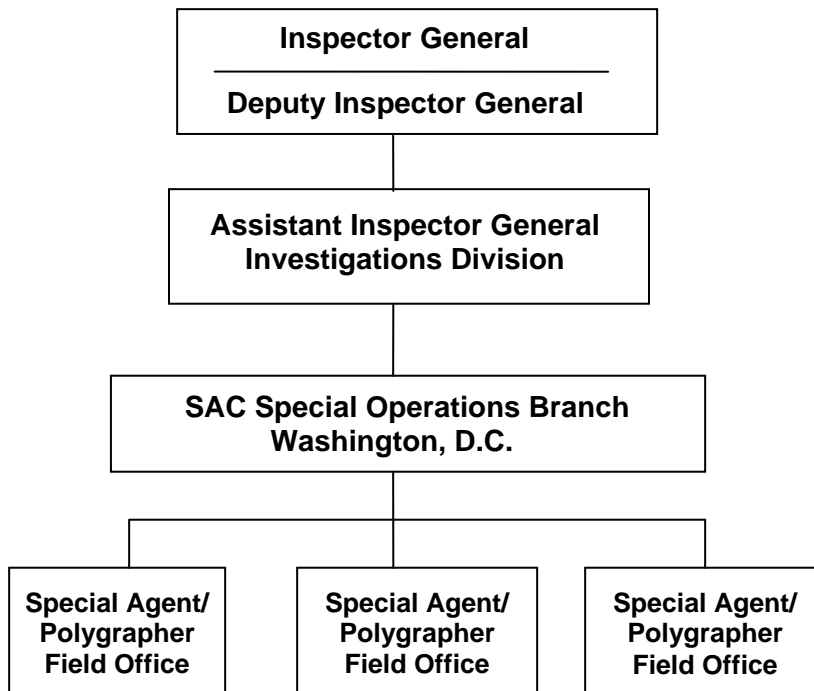 Inspector General
Deputy Inspector General
Assistant Inspector General
Investigations Division
SAC Special Operations Branch
Washington, D.C.
Special Agent/
Polygrapher
Field Office
Special Agent/
Polygrapher
Field Office
Special Agent/
Polygrapher
Field Office